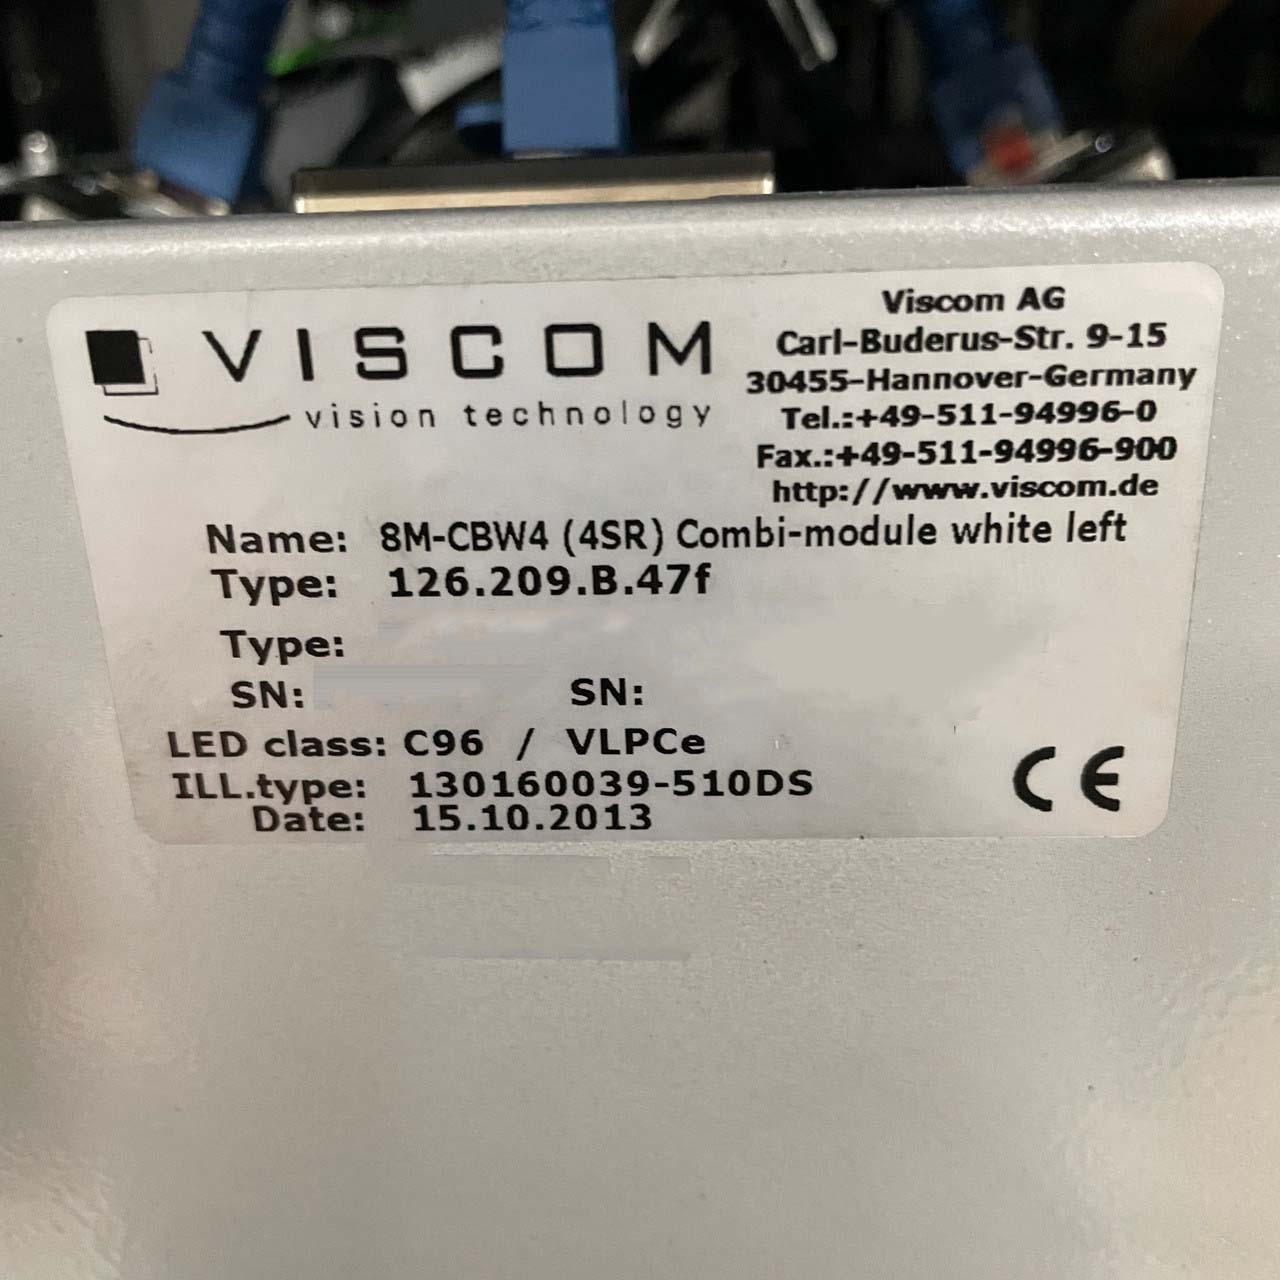 VISCOM
vision technology
Viscom AG
Carl-Buderus-Str. 9-15
30455-Hannover-Germany
Tel.:+49-511-94996-0
Fax.:+49-511-94996-900
http://www.viscom.de
Name: 8M-CBW4 (4SR) Combi-module white left
Type: 126.209.B.47f
Type:
SN: SN:
LED class: C96 / VLPCe
ILL.type: 130160039-510DS
Date: 15.10.2013
CE